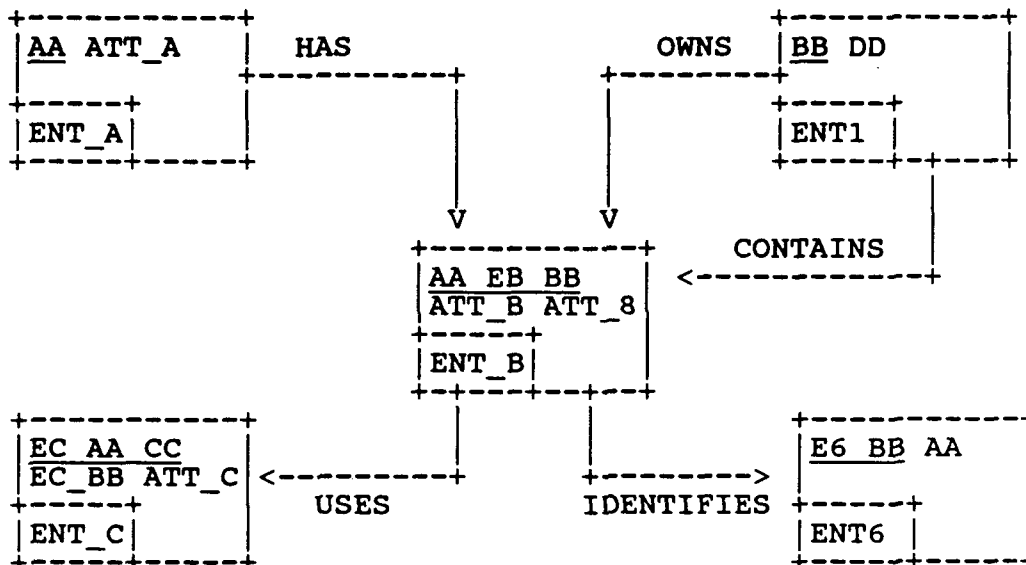 AA ATT_A
HAS
OWNS
BB DD
ENT_A
ENT1
V
V
CONTAINS
AA EB BB
ATT_B ATT_8
ENT_B
EC AA CC
EC_BB ATT_C
E6 BB AA
USES
IDENTIFIES
ENT_C
ENT6